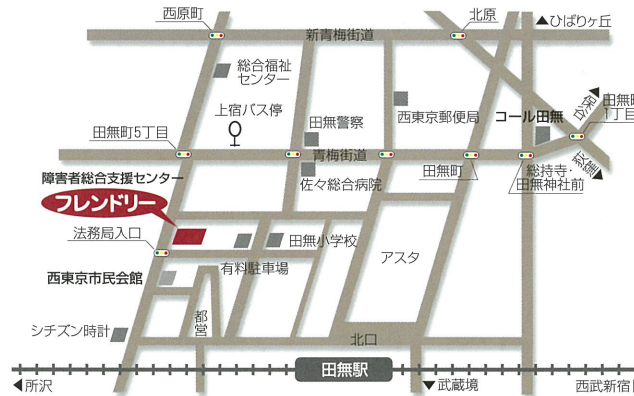 西原町
北原
▲ひばりヶ丘
新青梅街道
総合福祉
センター
上宿バス停
田無警察
西東京郵便局
コール田無
田無町
1丁目
田無町5丁目
青梅街道
田無町
総持寺・
田無神社前
障害者総合支援センター
フレンドリー
佐々総合病院
法務局入口
田無小学校
有料駐車場
アスタ
西東京市民会館
都営
シチズン時計
北口
田無駅
◀所沢
▼武蔵境
西武新宿